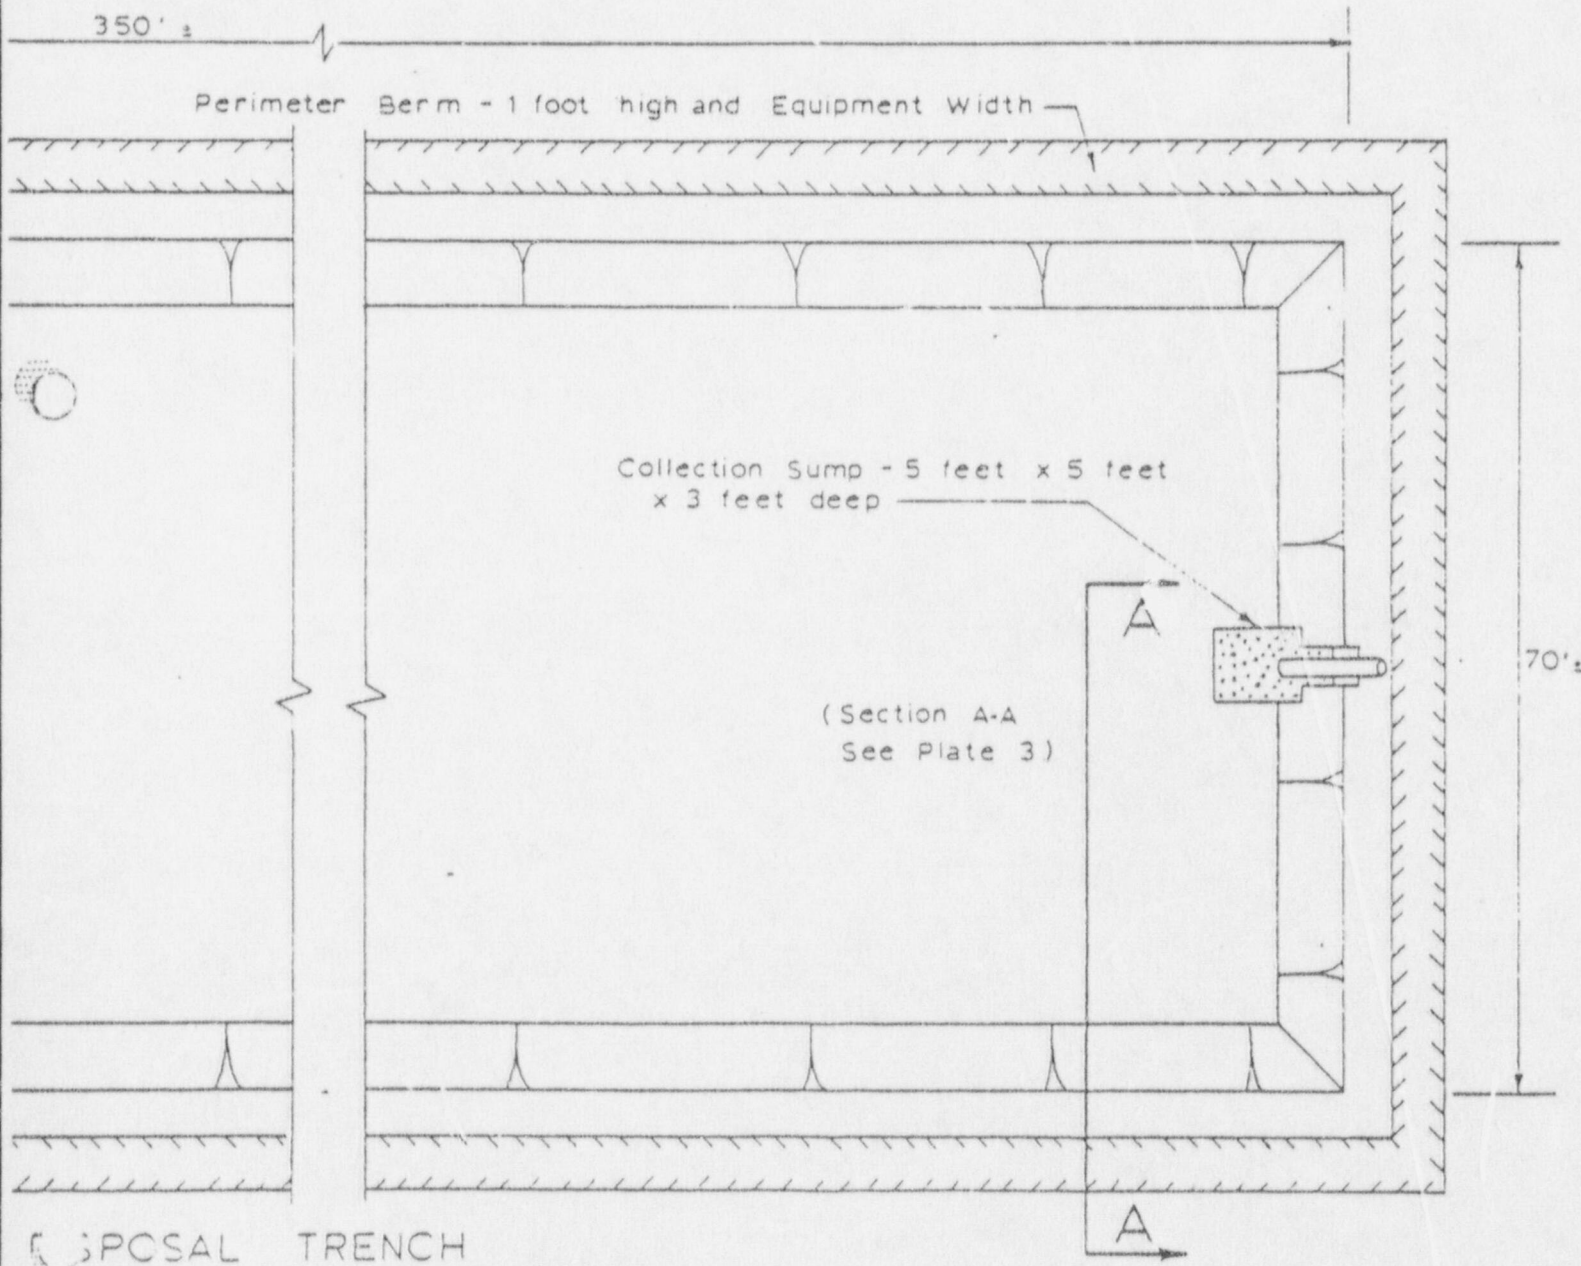 350' ±
Perimeter Berm - 1 foot high and Equipment Width
Collection Sump - 5 feet x 5 feet
x 3 feet deep
A
70' ±
(Section A-A
See Plate 3)
A
TRENCH